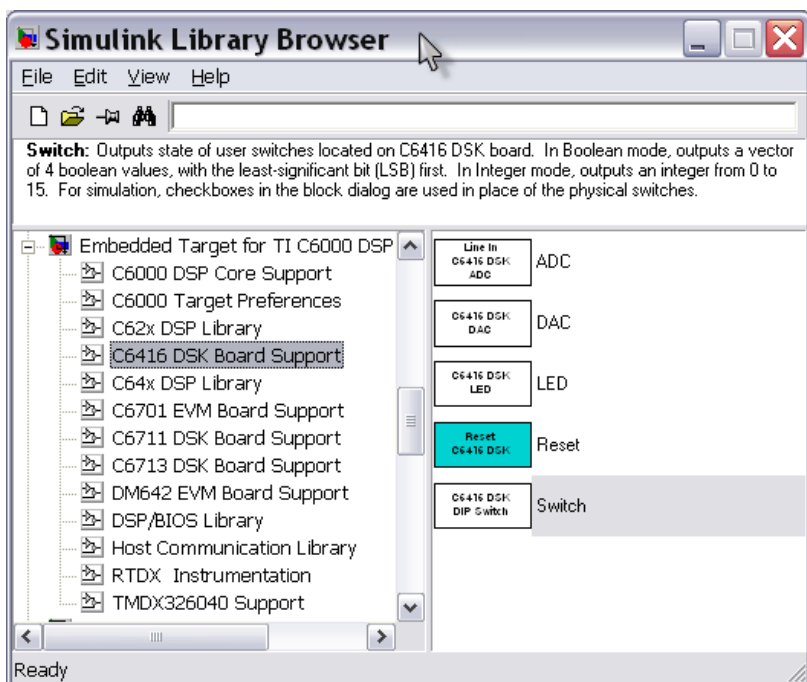 Simulink Library Browser
File Edit View Help
Switch: Outputs state of user switches located on C6416 DSK board. In Boolean mode, outputs a vector
of 4 boolean values, with the least-significant bit (LSB) first. In Integer mode, outputs an integer from 0 to
15. For simulation, checkboxes in the block dialog are used in place of the physical switches.
Embedded Target for TI C6000 DSP
C6000 DSP Core Support
C6000 Target Preferences
C62x DSP Library
C6416 DSK Board Support
C64x DSP Library
C6701 EVM Board Support
C6711 DSK Board Support
C6713 DSK Board Support
DM642 EVM Board Support
DSP/BIOS Library
Host Communication Library
RTDX Instrumentation
TMDX326040 Support
Line In
C6416 DSK
ADC
ADC
C6416 DSK
DAC
DAC
C6416 DSK
LED
LED
Reset
C6416 DSK
Reset
C6416 DSK
DIP Switch
Switch
Ready